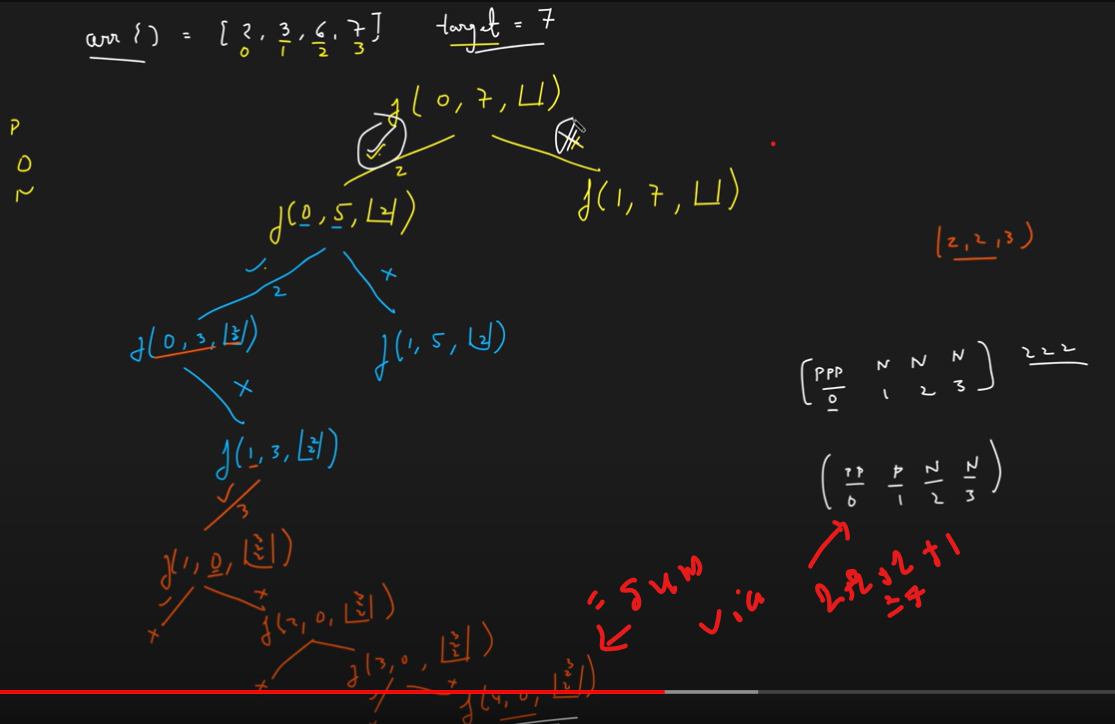 arr[] = [2, 3, 6, 7] target = 7
0 1 2 3
f(0, 7, [])
P
O
N
2
f(0, 5, [2])
f(1, 7, [])
(2,2,3)
2
x
f(0, 3, [2 2])
f(1, 5, [2])
[PPP N N N] 2 2 2
0 1 2 3
x
f(1, 3, [2 2])
(PP P N N)
0 1 2 3
3
f(1, 0, [3 2 2])
x
x
f(2, 0, [3 2 2])
x
f(3, 0, [3 2 2])
x
f(4, 0, [3 2 2])
= sum
via